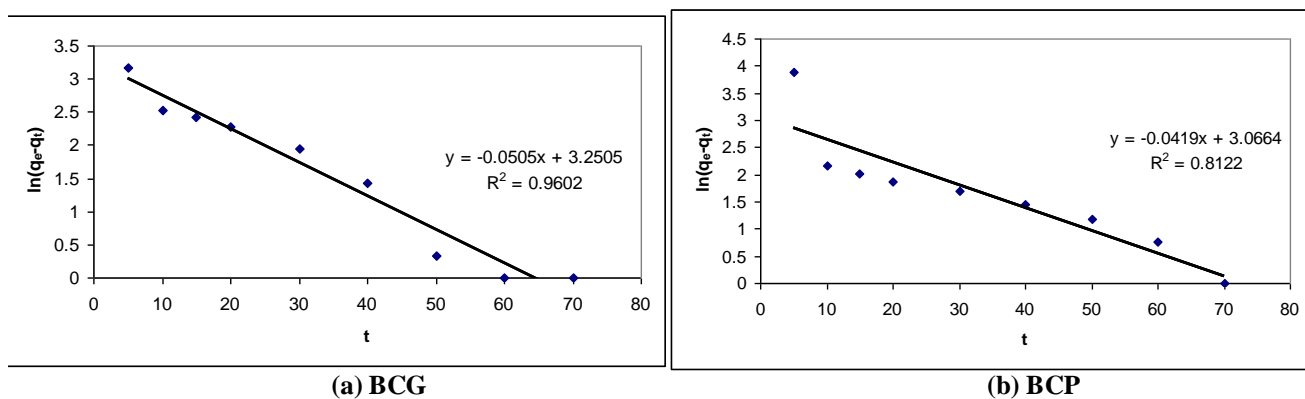 3.5
3
2.5
2
1.5
1
0.5
0
0 10 20 30 40 50 60 70 80
ln(qe-qt)
t
y = -0.0505x + 3.2505
R² = 0.9602
(a) BCG
4.5
4
3.5
3
2.5
2
1.5
1
0.5
0
0 10 20 30 40 50 60 70 80
ln(qe-qt)
t
y = -0.0419x + 3.0664
R² = 0.8122
(b) BCP